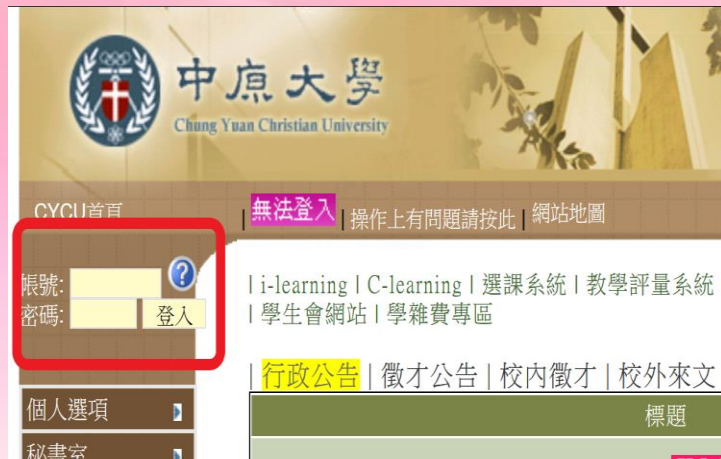 中原大學
Chung Yuan Christian University
CYCU首頁
| 無法登入 | 操作上有問題請按此 | 網站地圖
帳號:
?
密碼:
登入
| i-learning | C-learning | 選課系統 | 教學評量系統
| 學生會網站 | 學雜費專區
| 行政公告 | 徵才公告 | 校內徵才 | 校外來文
個人選項
標題
秘書室